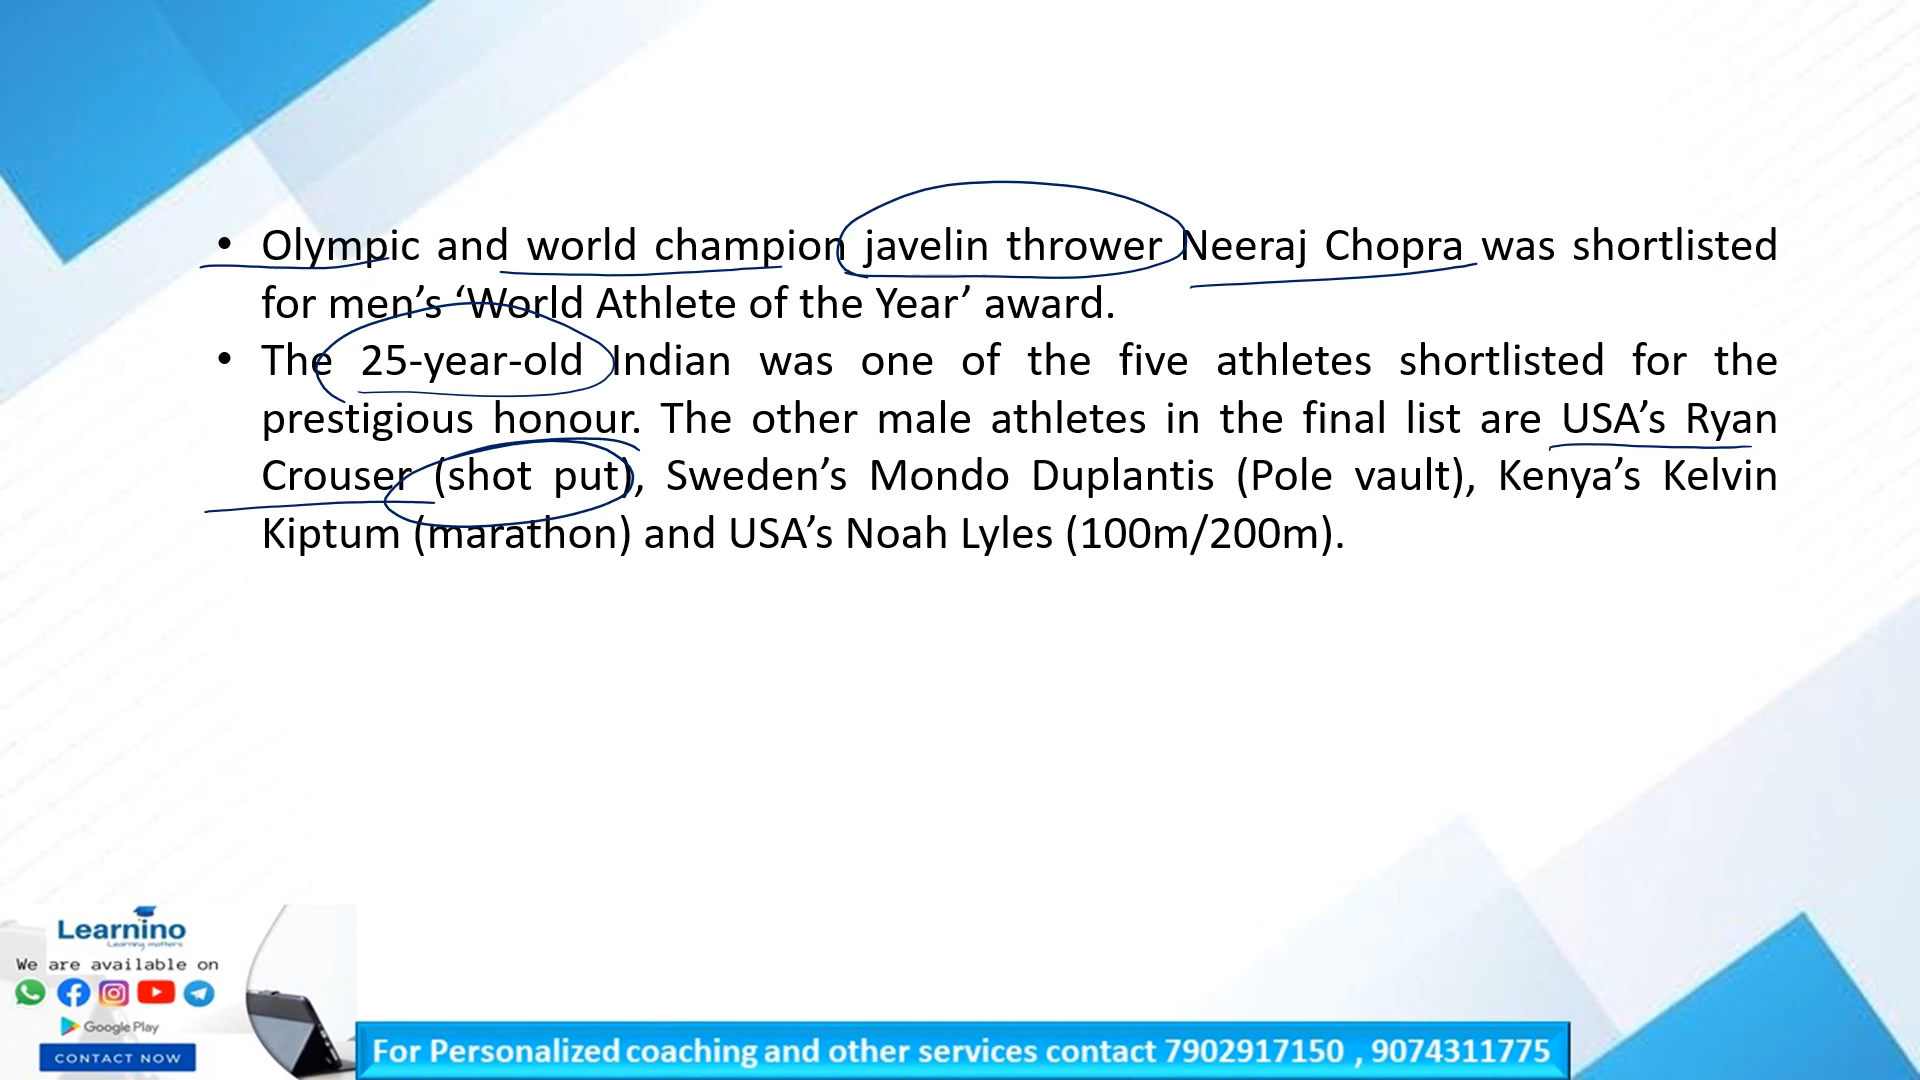 • Olympic and world champion javelin thrower Neeraj Chopra was shortlisted
for men’s ‘World Athlete of the Year’ award.
• The 25-year-old Indian was one of the five athletes shortlisted for the
prestigious honour. The other male athletes in the final list are USA’s Ryan
Crouser (shot put), Sweden’s Mondo Duplantis (Pole vault), Kenya’s Kelvin
Kiptum (marathon) and USA’s Noah Lyles (100m/200m).
Learnino
Learning matters
We are available on
Google Play
CONTACT NOW
For Personalized coaching and other services contact 7902917150 , 9074311775